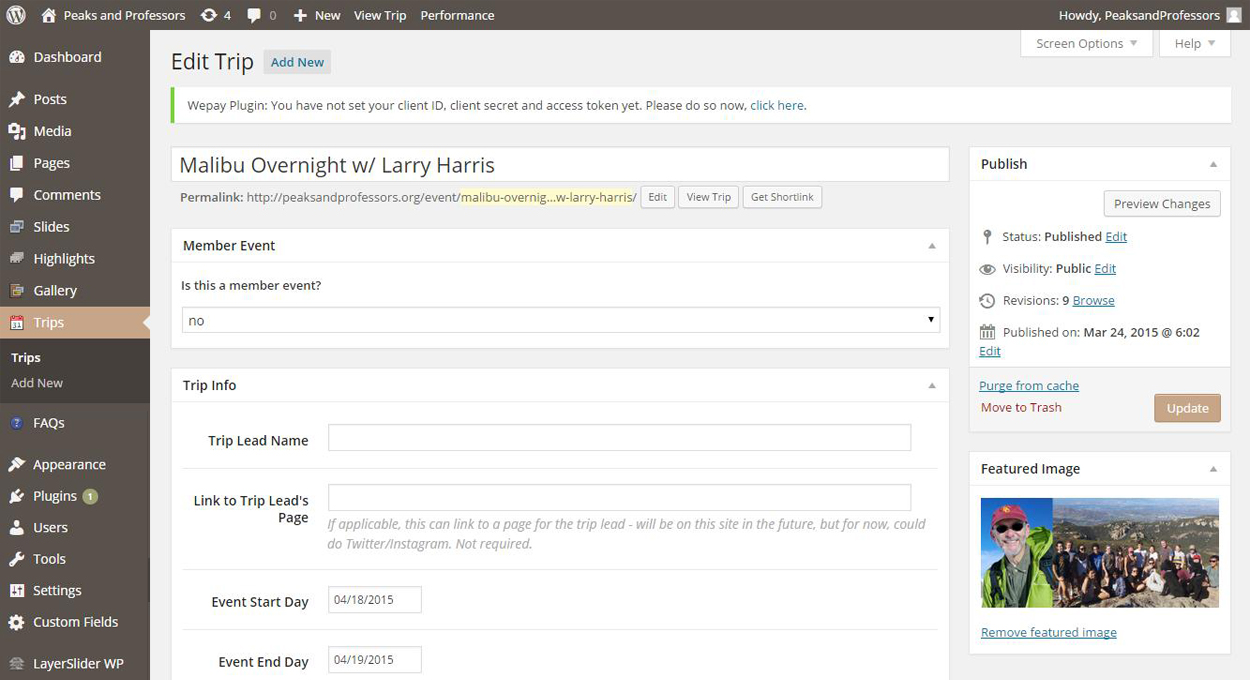 Peaks and Professors 4 0 New View Trip Performance Howdy, PeaksandProfessors
Dashboard
Posts
Media
Pages
Comments
Slides
Highlights
Gallery
31 Trips
Trips
Add New
? FAQs
Appearance
Plugins 1
Users
Tools
Settings
Custom Fields
LayerSlider WP
Screen Options Help
Edit Trip Add New
Wepay Plugin: You have not set your client ID, client secret and access token yet. Please do so now, click here.
Malibu Overnight w/ Larry Harris
Permalink: http://peaksandprofessors.org/event/malibu-overnig...w-larry-harris/ Edit View Trip Get Shortlink
Member Event
Is this a member event?
no
Trip Info
Trip Lead Name
Link to Trip Lead's
Page
If applicable, this can link to a page for the trip lead - will be on this site in the future, but for now, could
do Twitter/Instagram. Not required.
Event Start Day 04/18/2015
Event End Day 04/19/2015
Publish
Preview Changes
Status: Published Edit
Visibility: Public Edit
Revisions: 9 Browse
Published on: Mar 24, 2015 @ 6:02
Edit
Purge from cache
Move to Trash Update
Featured Image
Remove featured image